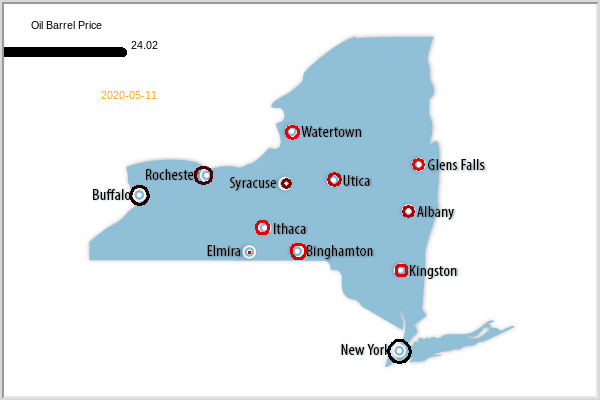 Oil Barrel Price
24.02
2020-05-11
Watertown
Glens Falls
Rocheste
Syracuse
Utica
Buffalo
Albany
Ithaca
Elmira
Binghamton
Kingston
New York